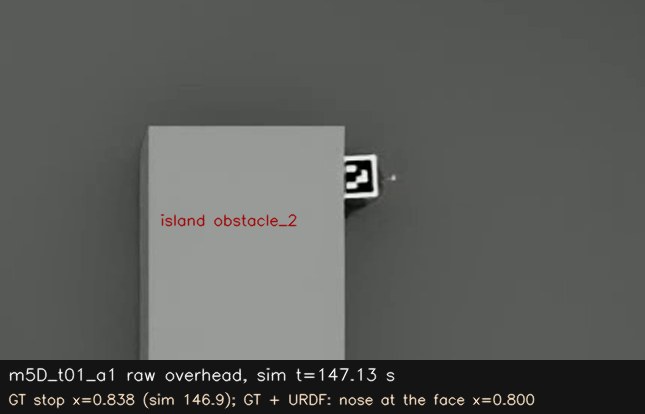 island obstacle_2
m5D_t01_a1 raw overhead, sim t=147.13 s
GT stop x=0.838 (sim 146.9); GT + URDF: nose at the face x=0.800